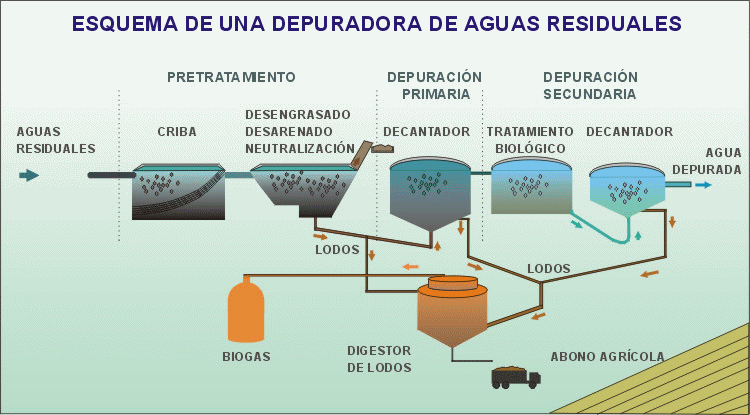 ESQUEMA DE UNA DEPURADORA DE AGUAS RESIDUALES
PRETRATAMIENTO
DEPURACIÓN
PRIMARIA
DEPURACIÓN
SECUNDARIA
AGUAS
RESIDUALES
CRIBA
DESENGRASADO
DESARENADO
NEUTRALIZACIÓN
DECANTADOR
TRATAMIENTO
BIOLÓGICO
DECANTADOR
AGUA
DEPURADA
LODOS
LODOS
BIOGAS
DIGESTOR
DE LODOS
ABONO AGRÍCOLA